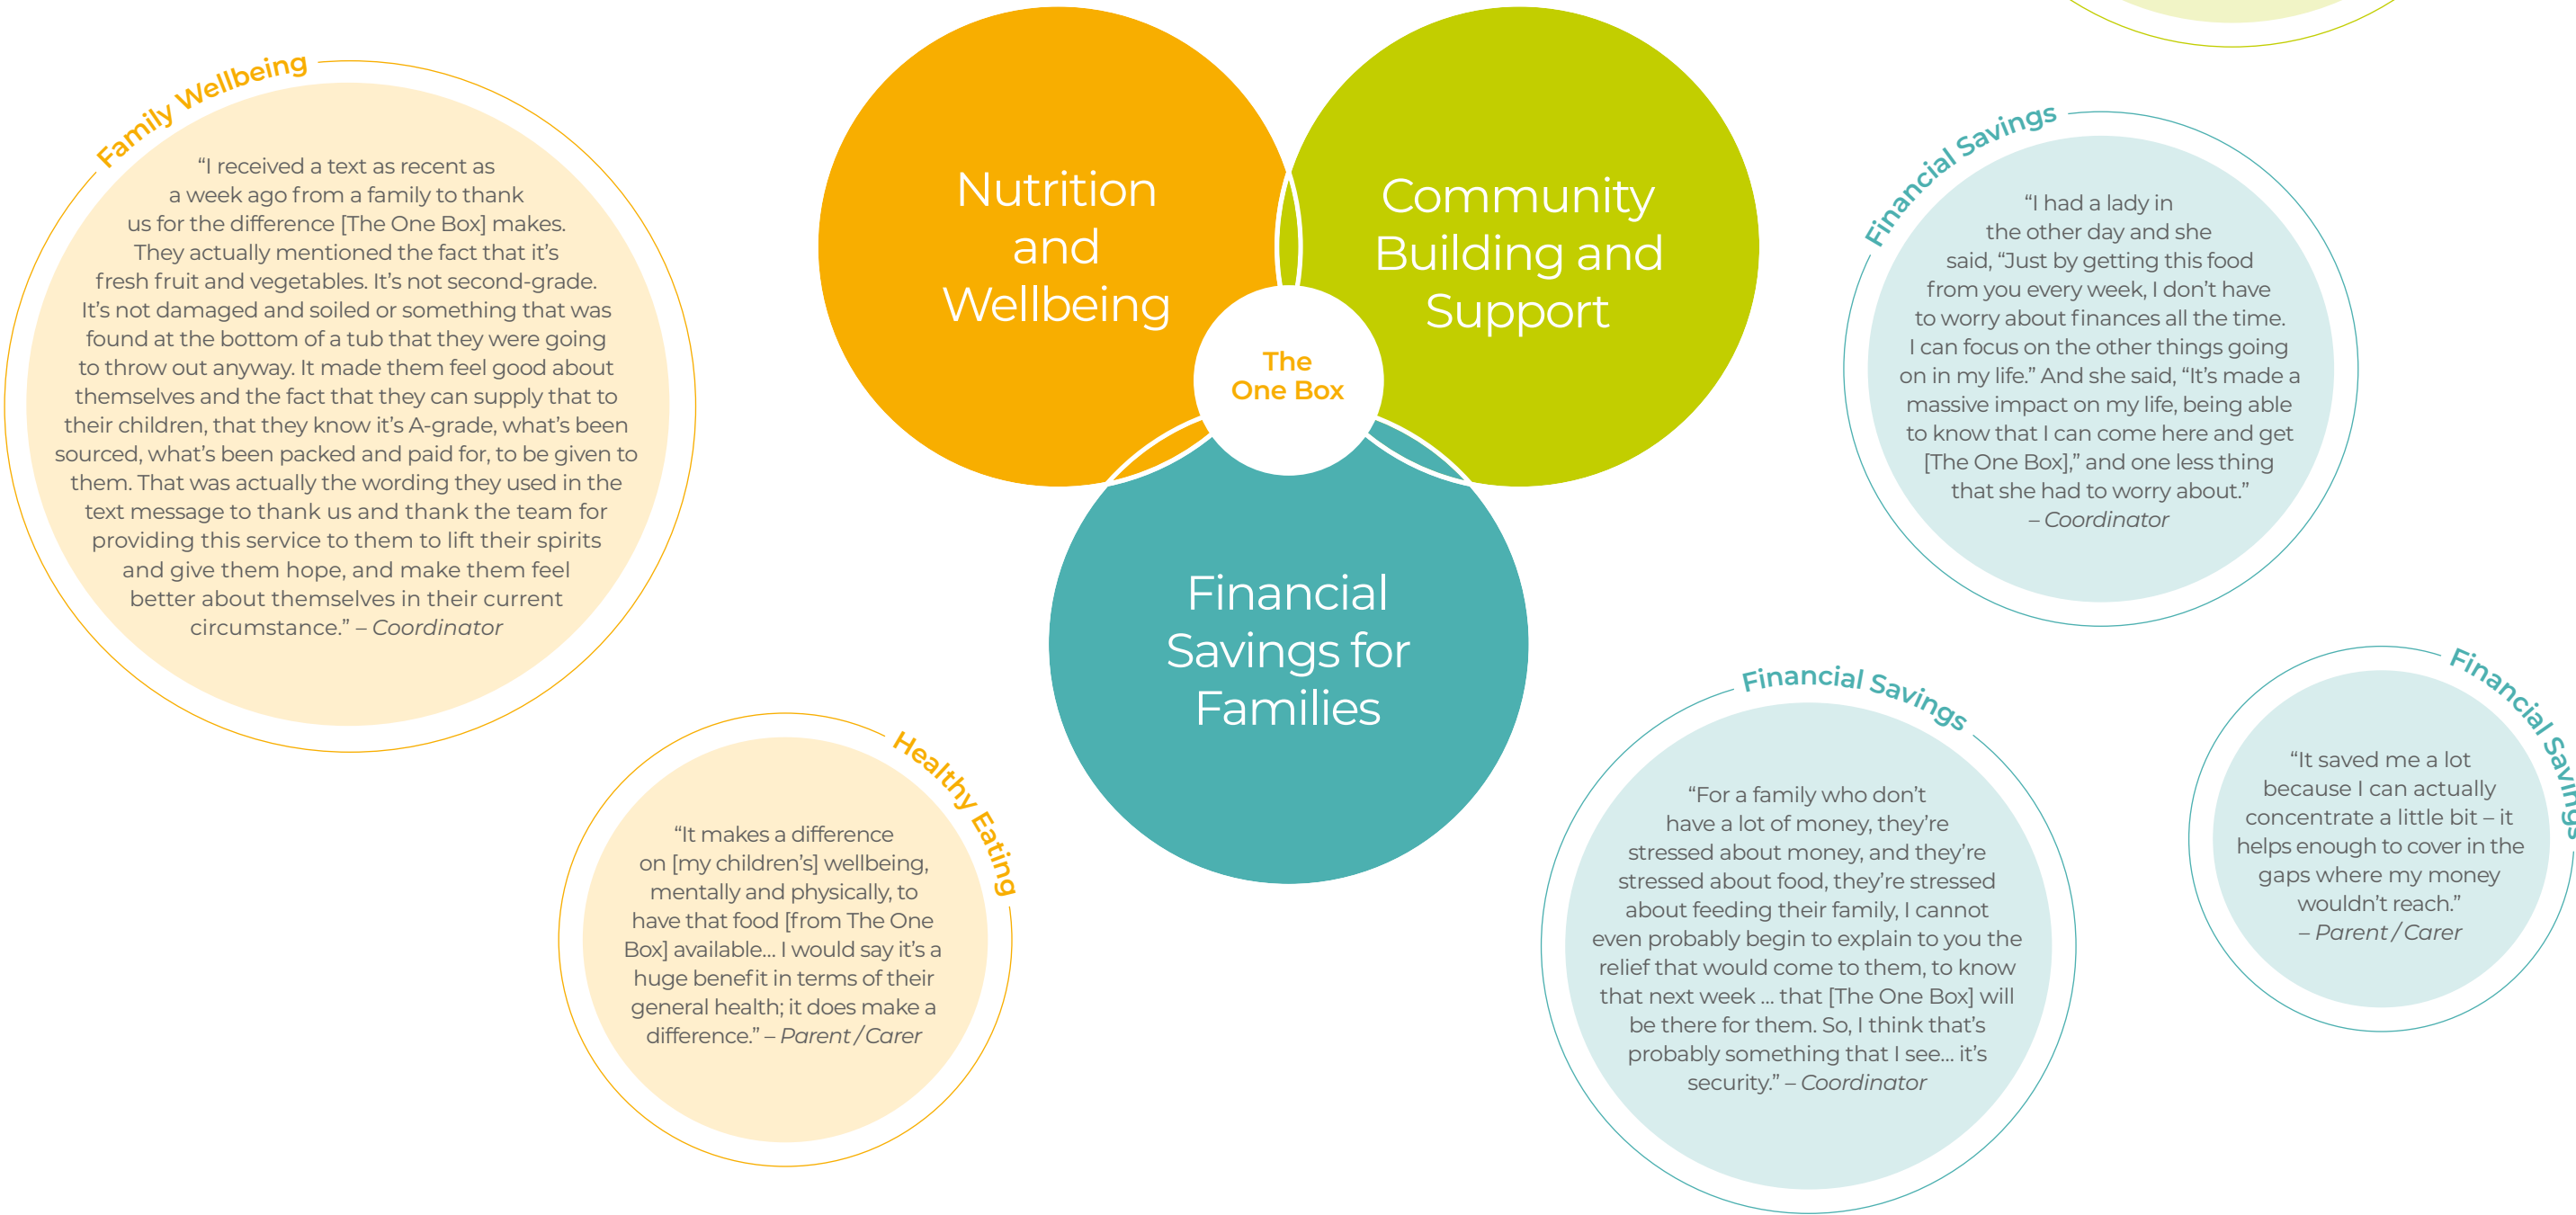 Family Wellbeing
“I received a text as recent as
a week ago from a family to thank
us for the difference [The One Box] makes.
They actually mentioned the fact that it’s
fresh fruit and vegetables. It’s not second-grade.
It’s not damaged and soiled or something that was
found at the bottom of a tub that they were going
to throw out anyway. It made them feel good about
themselves and the fact that they can supply that to
their children, that they know it’s A-grade, what’s been
sourced, what’s been packed and paid for, to be given to
them. That was actually the wording they used in the
text message to thank us and thank the team for
providing this service to them to lift their spirits
and give them hope, and make them feel
better about themselves in their current
circumstance.” – Coordinator
Nutrition
and
Wellbeing
Community
Building and
Support
The
One Box
Financial
Savings for
Families
Financial Savings
“I had a lady in
the other day and she
said, “Just by getting this food
from you every week, I don’t have
to worry about finances all the time.
I can focus on the other things going
on in my life.” And she said, “It’s made a
massive impact on my life, being able
to know that I can come here and get
[The One Box],” and one less thing
that she had to worry about.”
– Coordinator
Healthy Eating
“It makes a difference
on [my children’s] wellbeing,
mentally and physically, to
have that food [from The One
Box] available... I would say it’s a
huge benefit in terms of their
general health; it does make a
difference.” – Parent / Carer
Financial Savings
“For a family who don’t
have a lot of money, they’re
stressed about money, and they’re
stressed about food, they’re stressed
about feeding their family, I cannot
even probably begin to explain to you the
relief that would come to them, to know
that next week ... that [The One Box] will
be there for them. So, I think that’s
probably something that I see... it’s
security.” – Coordinator
Financial Savings
“It saved me a lot
because I can actually
concentrate a little bit – it
helps enough to cover in the
gaps where my money
wouldn’t reach.”
– Parent / Carer